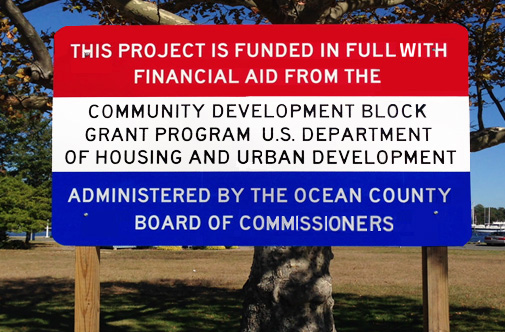 THIS PROJECT IS FUNDED IN FULL WITH
FINANCIAL AID FROM THE
COMMUNITY DEVELOPMENT BLOCK
GRANT PROGRAM U.S. DEPARTMENT
OF HOUSING AND URBAN DEVELOPMENT
ADMINISTERED BY THE OCEAN COUNTY
BOARD OF COMMISSIONERS